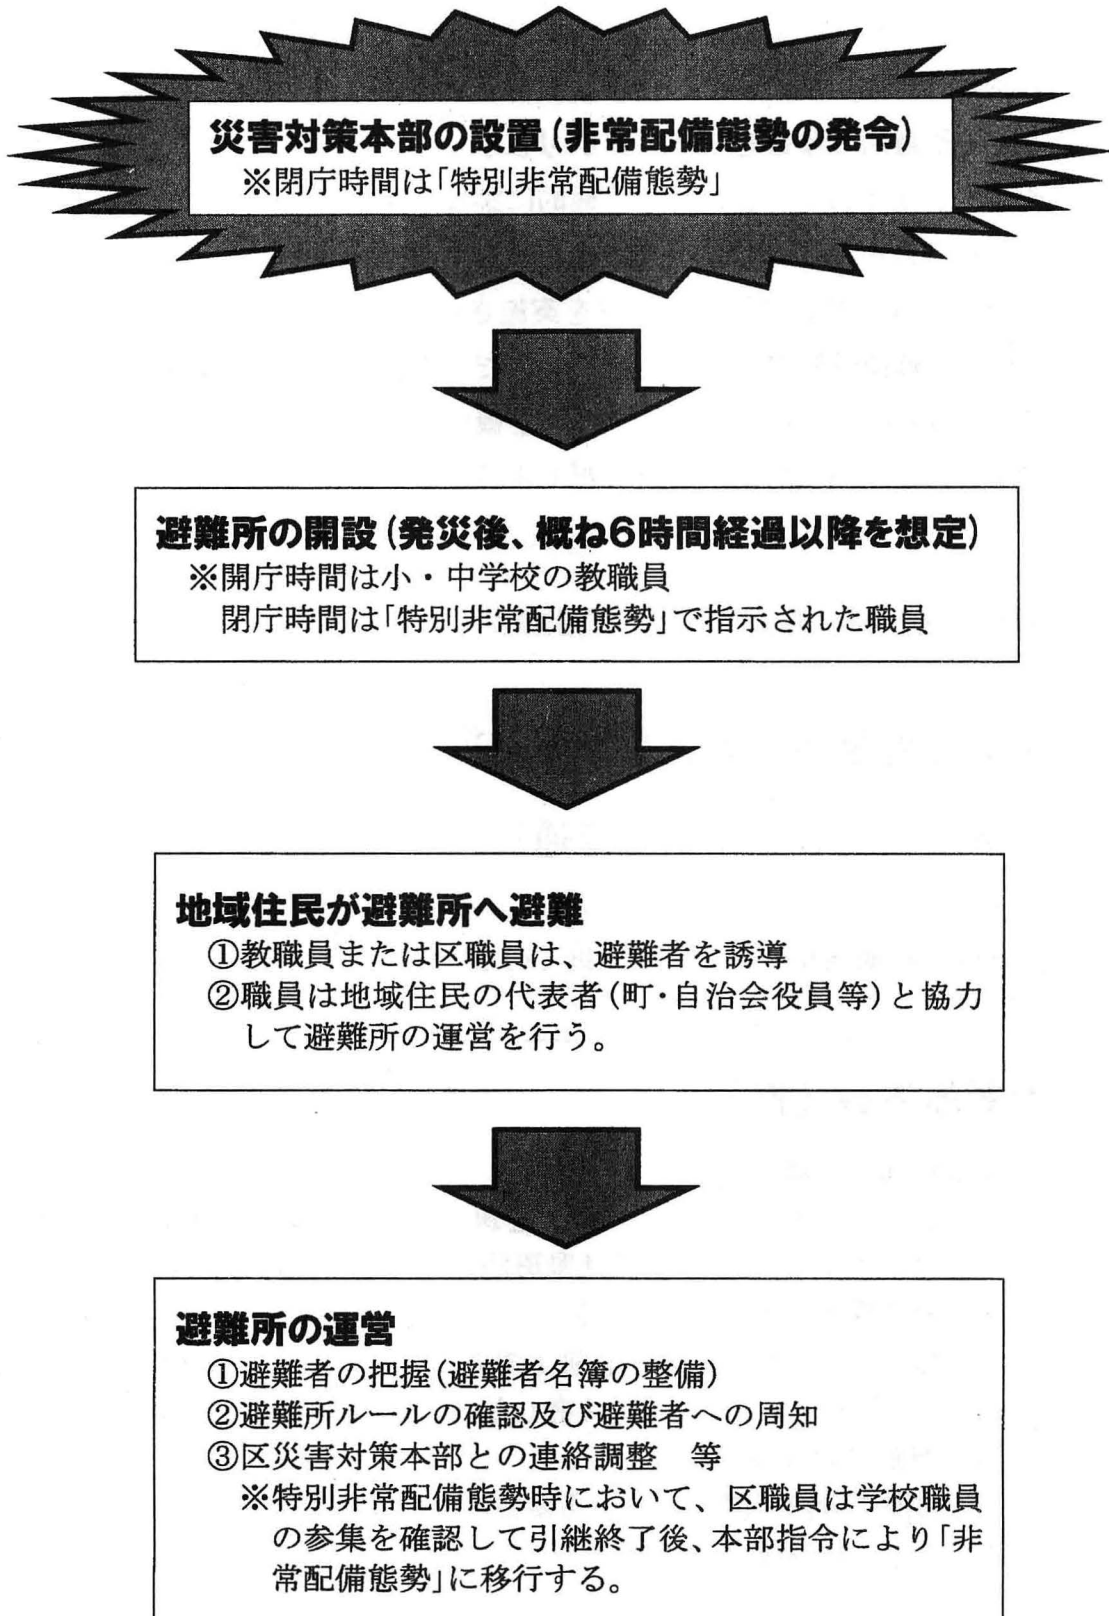 災害対策本部の設置（非常配備態勢の発令）
※閉庁時間は「特別非常配備態勢」
避難所の開設（発災後、概ね6時間経過以降を想定）
※開庁時間は小・中学校の教職員
閉庁時間は「特別非常配備態勢」で指示された職員
地域住民が避難所へ避難
①教職員または区職員は、避難者を誘導
②職員は地域住民の代表者（町・自治会役員等）と協力
して避難所の運営を行う。
避難所の運営
①避難者の把握（避難者名簿の整備）
②避難所ルールの確認及び避難者への周知
③区災害対策本部との連絡調整　等
※特別非常配備態勢時において、区職員は学校職員
の参集を確認して引継終了後、本部指令により「非
常配備態勢」に移行する。